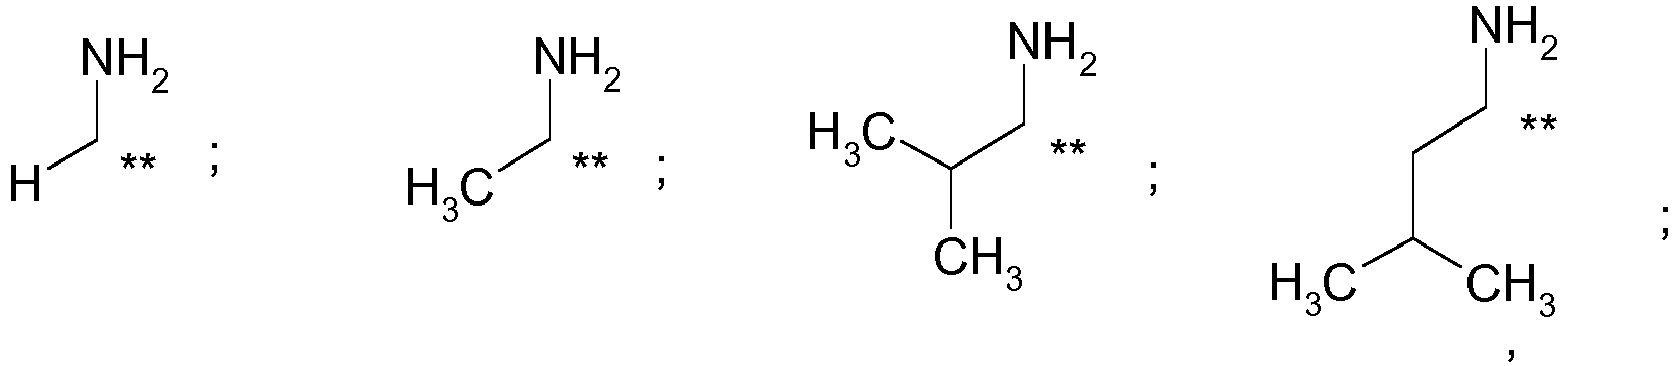 NH2
H ** ;
NH2
H3C ** ;
NH2
H3C ** ;
CH3
NH2
** ;
H3C CH3
,